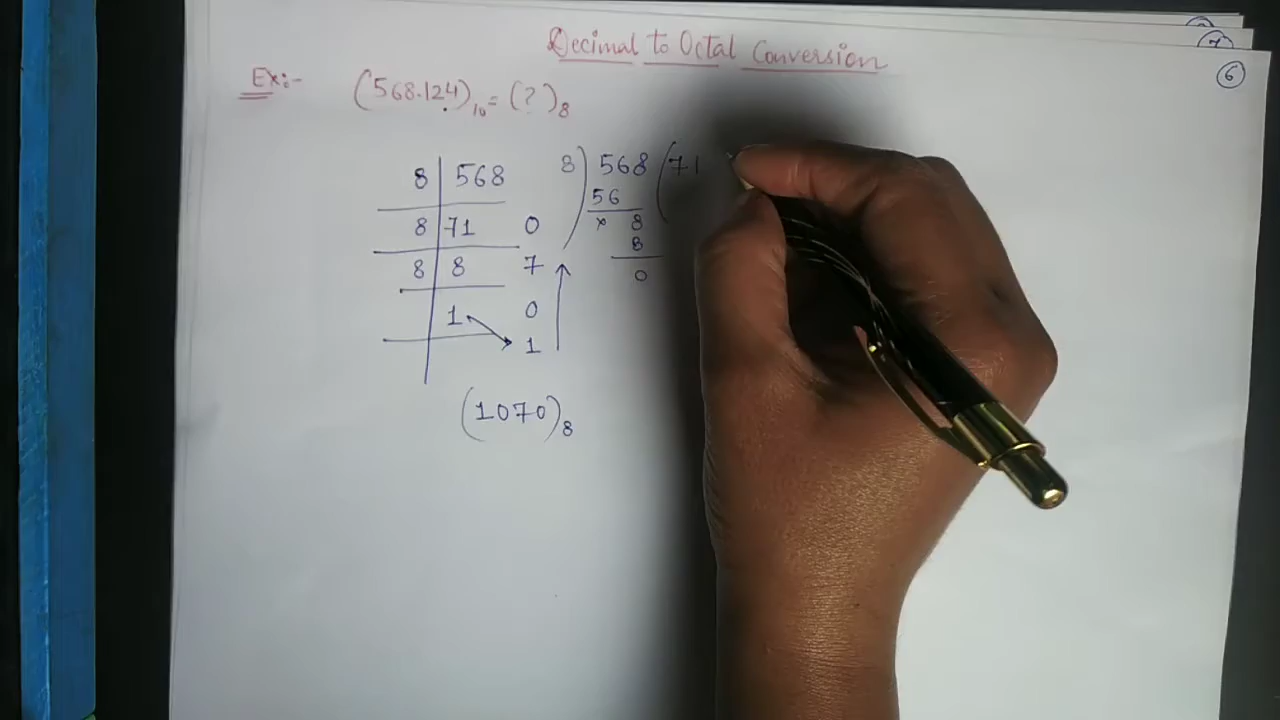 Decimal to Octal Conversion
6
Ex:- (568.124)10 = (?)8
8 568
8 71 0
8 8 7
1 0
1
(1070)8
8) 568 (71
56
× 8
8
0